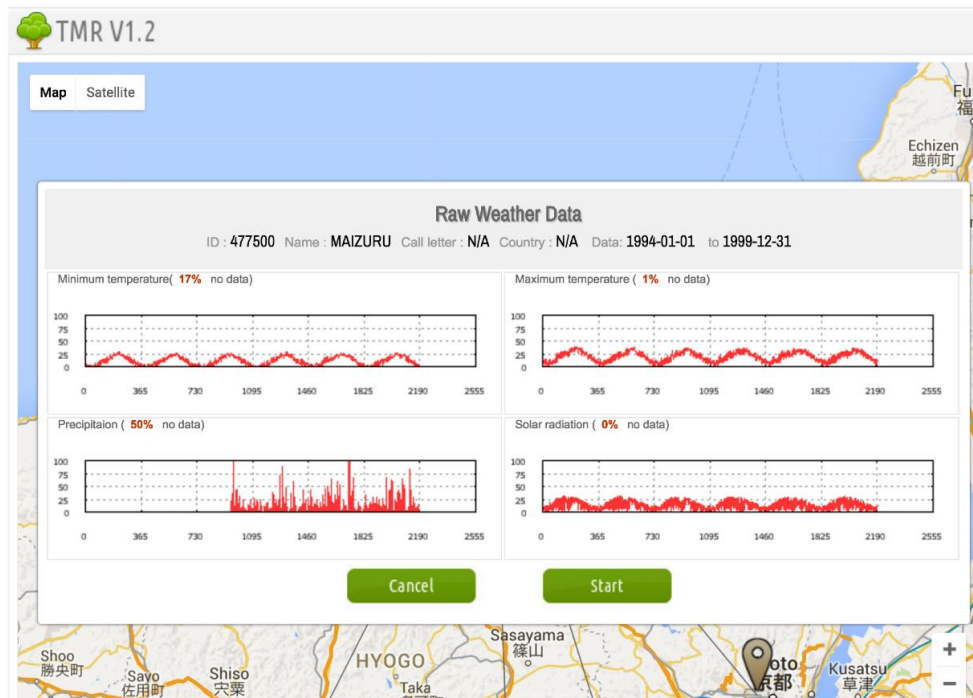 TMR V1.2
Map Satellite
Echizen
越前町
Raw Weather Data
ID : 477500 Name : MAIZURU Call letter : N/A Country : N/A Data: 1994-01-01 to 1999-12-31
Minimum temperature( 17% no data)
100
75
50
25
0
0 365 730 1095 1460 1825 2190 2555
Maximum temperature ( 1% no data)
100
75
50
25
0
0 365 730 1095 1460 1825 2190 2555
Precipitaion ( 50% no data)
100
75
50
25
0
0 365 730 1095 1460 1825 2190 2555
Solar radiation ( 0% no data)
100
75
50
25
0
0 365 730 1095 1460 1825 2190 2555
Cancel Start
Shoo
勝央町
Sayo
佐用町
Shiso
宍粟
HYOGO
Taka
Sasayama
篠山
oto
京都
Kusatsu
草津
+
−